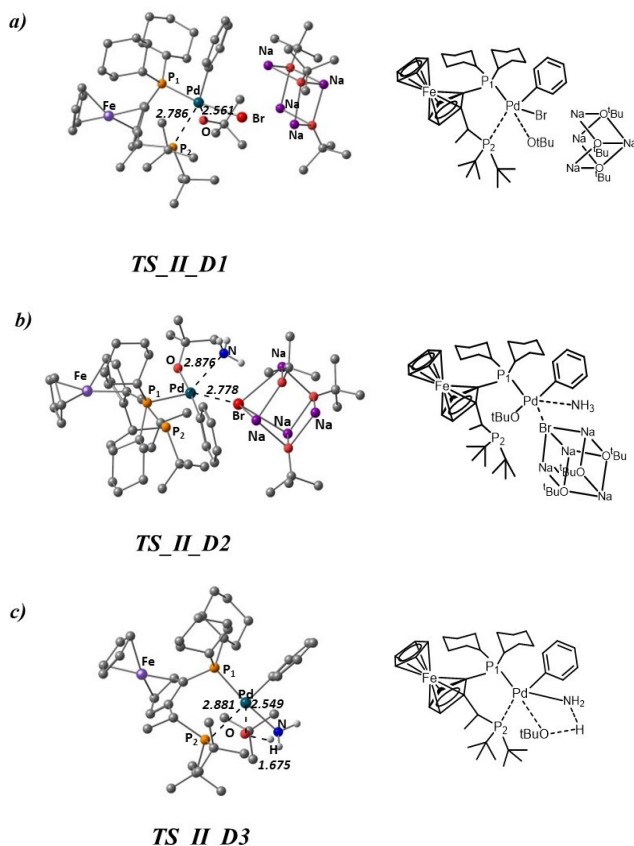 a)
Na
Na
P₁
Fe
Pd
Na
2.786
2.561
Br
O
Na
P₂
P₁
Fe
Pd
Br
P₂
OtBu
Na
OᵗBu
Na
Na
O
ᵗBu
Na
O
ᵗBu
TS_II_D1
b)
N
O
2.876
Na
Fe
Pd
2.778
P₁
Br
Na
Na
Na
P₂
P₁
Fe
Pd
tBuO
NH₃
P₂
Br
Na
Na
OᵗBu
Na
ᵗBuO
ᵗBuO
Na
TS_II_D2
c)
P₁
Fe
Pd
2.881
2.549
N
O
P₂
H
1.675
P₁
Fe
Pd
NH₂
P₂
tBuO
H
TS_II_D3